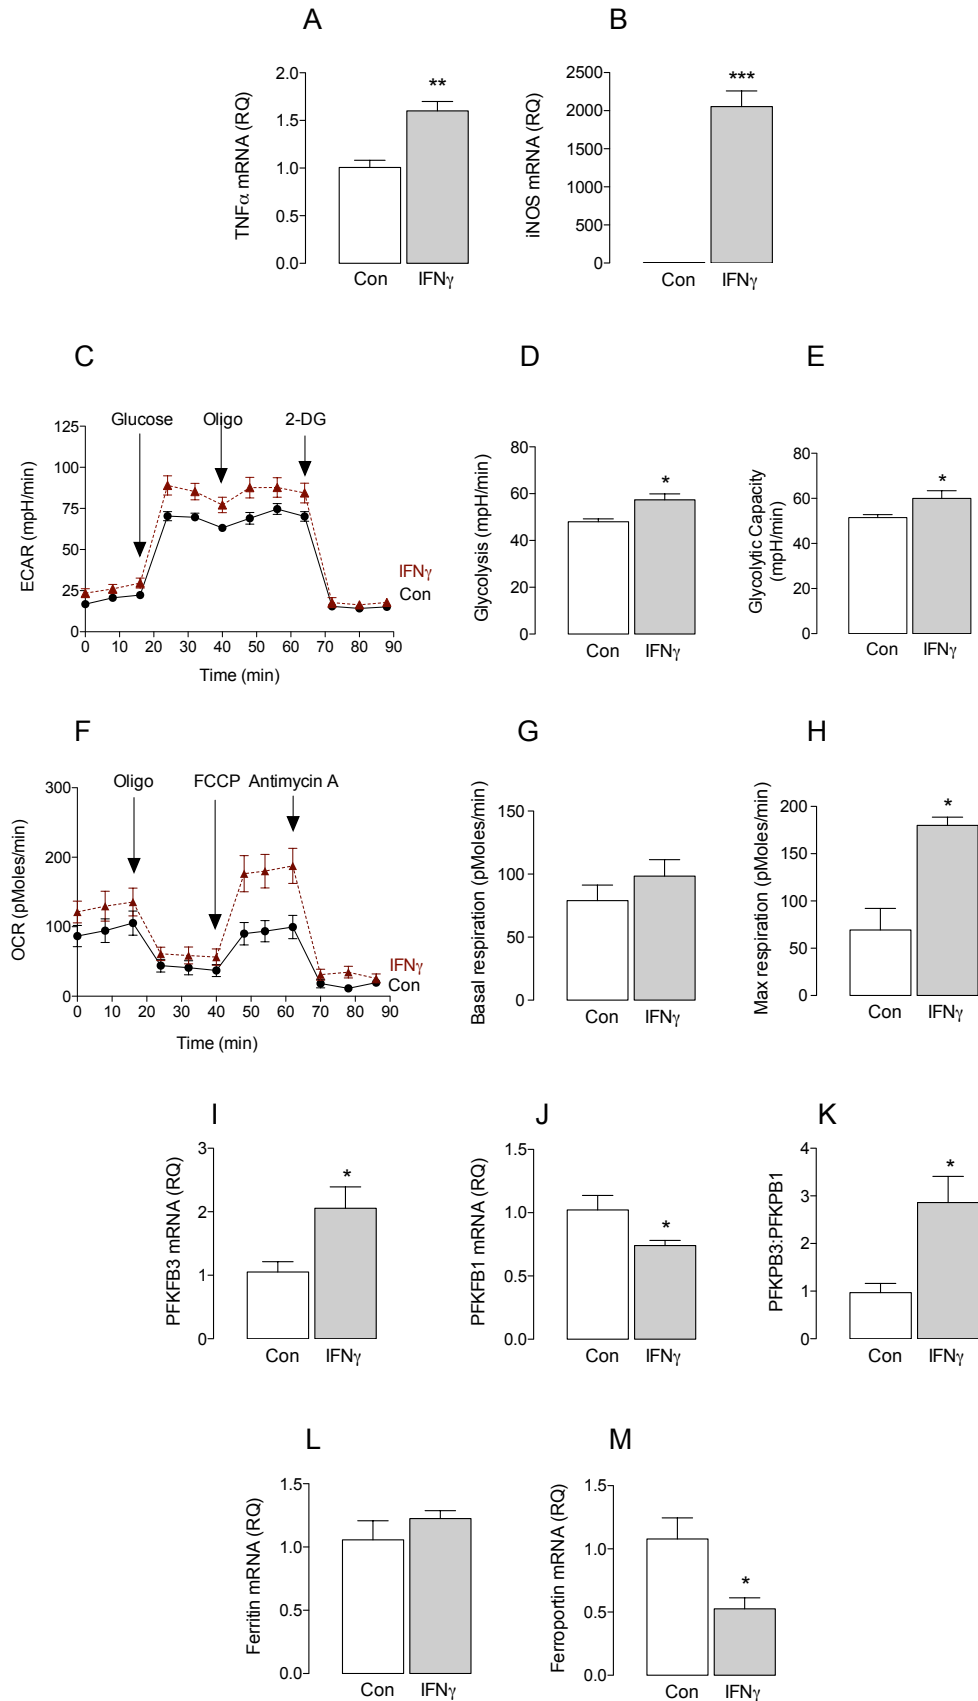 A
B
TNFα mRNA (RQ)
2.0
1.5
1.0
0.5
0.0
**
Con
IFNγ
iNOS mRNA (RQ)
2500
2000
1500
1000
500
0
***
Con
IFNγ
C
D
E
ECAR (mpH/min)
125
100
75
50
25
0
Glucose
Oligo
2-DG
IFNγ
Con
0 10 20 30 40 50 60 70 80 90
Time (min)
Glycolysis (mpH/min)
80
60
40
20
0
*
Con
IFNγ
Glycolytic Capacity
(mpH/min)
80
60
40
20
0
*
Con
IFNγ
F
G
H
OCR (pMoles/min)
300
200
100
0
Oligo
FCCP
Antimycin A
IFNγ
Con
0 10 20 30 40 50 60 70 80 90
Time (min)
Basal respiration (pMoles/min)
150
100
50
0
Con
IFNγ
Max respiration (pMoles/min)
200
150
100
50
0
*
Con
IFNγ
I
J
K
PFKFB3 mRNA (RQ)
3
2
1
0
*
Con
IFNγ
PFKFB1 mRNA (RQ)
1.5
1.0
0.5
0.0
*
Con
IFNγ
PFKPB3:PFKPB1
4
3
2
1
0
*
Con
IFNγ
L
M
Ferritin mRNA (RQ)
1.5
1.0
0.5
0.0
Con
IFNγ
Ferroportin mRNA (RQ)
1.5
1.0
0.5
0.0
*
Con
IFNγ